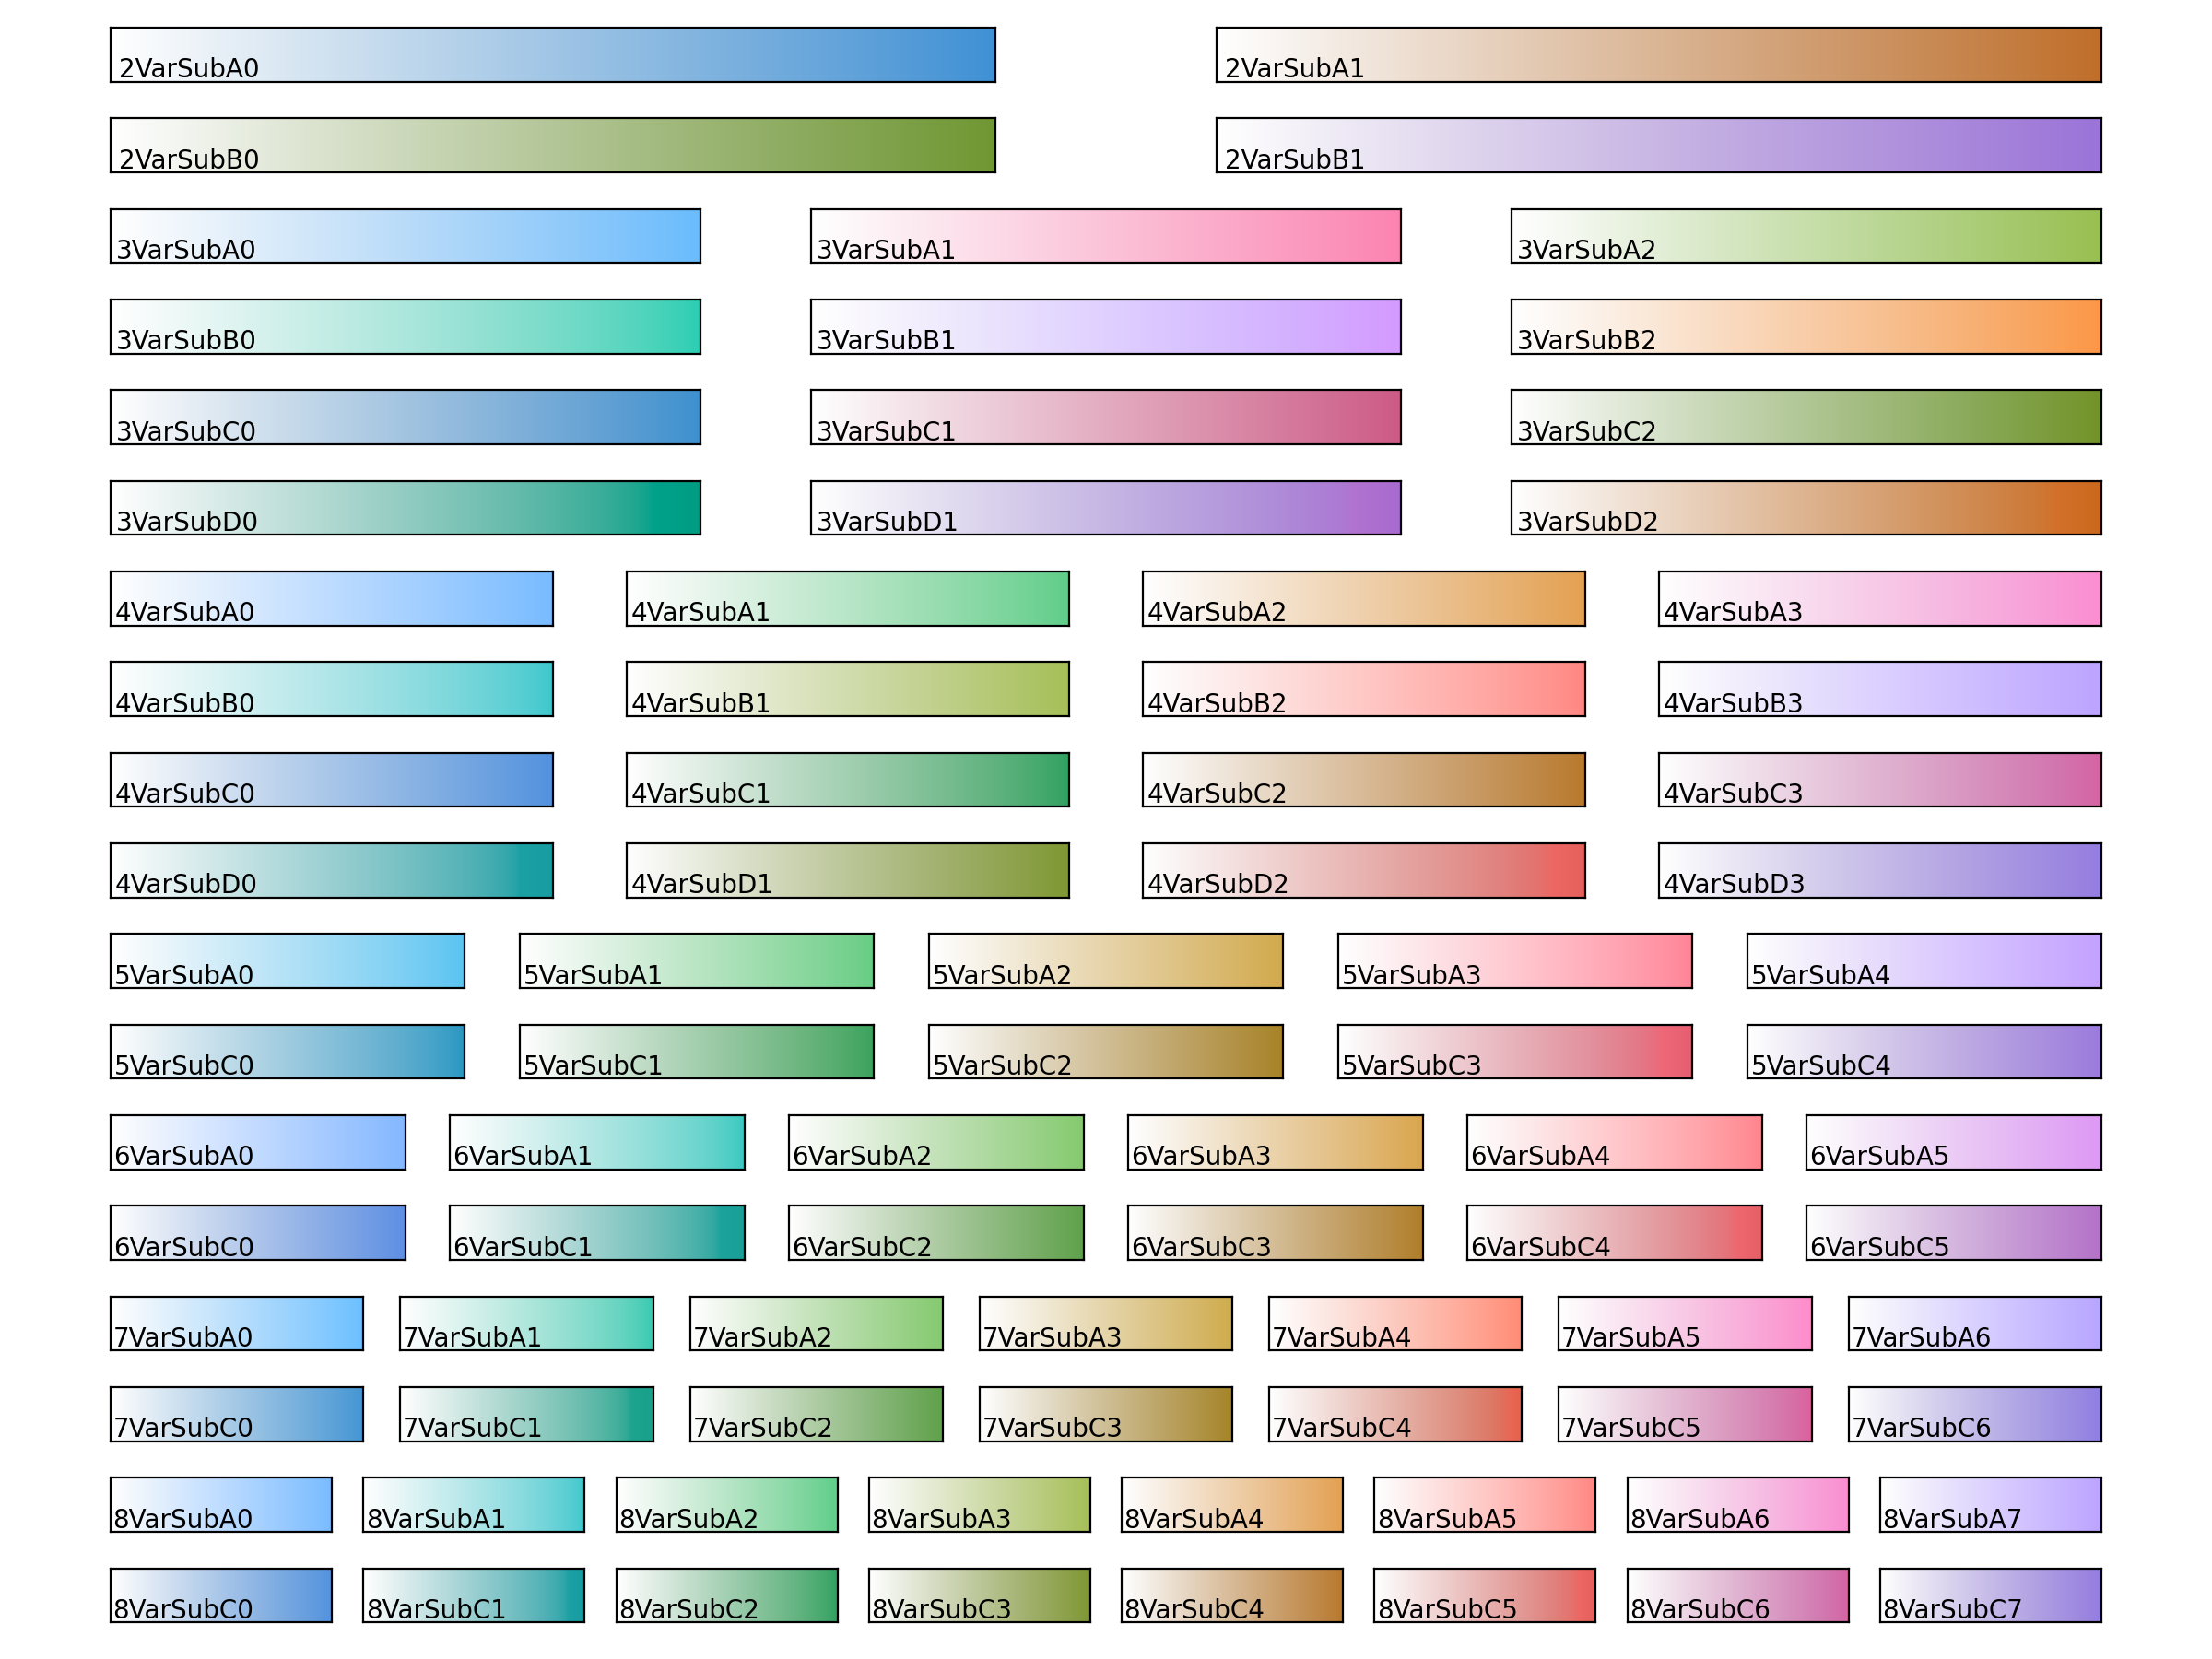 2VarSubA0 2VarSubA1
2VarSubB0 2VarSubB1
3VarSubA0 3VarSubA1 3VarSubA2
3VarSubB0 3VarSubB1 3VarSubB2
3VarSubC0 3VarSubC1 3VarSubC2
3VarSubD0 3VarSubD1 3VarSubD2
4VarSubA0 4VarSubA1 4VarSubA2 4VarSubA3
4VarSubB0 4VarSubB1 4VarSubB2 4VarSubB3
4VarSubC0 4VarSubC1 4VarSubC2 4VarSubC3
4VarSubD0 4VarSubD1 4VarSubD2 4VarSubD3
5VarSubA0 5VarSubA1 5VarSubA2 5VarSubA3 5VarSubA4
5VarSubC0 5VarSubC1 5VarSubC2 5VarSubC3 5VarSubC4
6VarSubA0 6VarSubA1 6VarSubA2 6VarSubA3 6VarSubA4 6VarSubA5
6VarSubC0 6VarSubC1 6VarSubC2 6VarSubC3 6VarSubC4 6VarSubC5
7VarSubA0 7VarSubA1 7VarSubA2 7VarSubA3 7VarSubA4 7VarSubA5 7VarSubA6
7VarSubC0 7VarSubC1 7VarSubC2 7VarSubC3 7VarSubC4 7VarSubC5 7VarSubC6
8VarSubA0 8VarSubA1 8VarSubA2 8VarSubA3 8VarSubA4 8VarSubA5 8VarSubA6 8VarSubA7
8VarSubC0 8VarSubC1 8VarSubC2 8VarSubC3 8VarSubC4 8VarSubC5 8VarSubC6 8VarSubC7